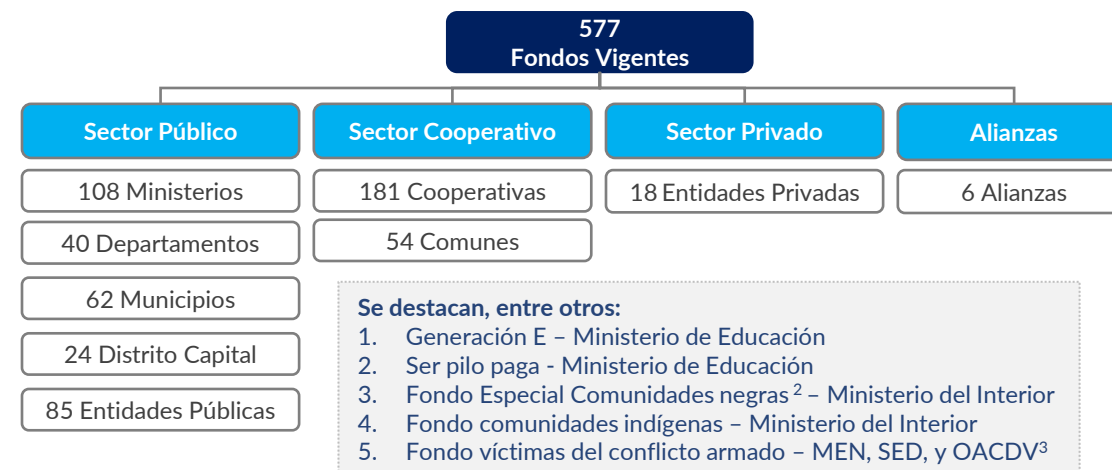 577
Fondos Vigentes
Sector Público
Sector Cooperativo
Sector Privado
Alianzas
108 Ministerios
181 Cooperativas
18 Entidades Privadas
6 Alianzas
40 Departamentos
54 Comunes
62 Municipios
24 Distrito Capital
85 Entidades Públicas
Se destacan, entre otros:
1. Generación E – Ministerio de Educación
2. Ser pilo paga - Ministerio de Educación
3. Fondo Especial Comunidades negras ² – Ministerio del Interior
4. Fondo comunidades indígenas – Ministerio del Interior
5. Fondo víctimas del conflicto armado – MEN, SED, y OACDV³